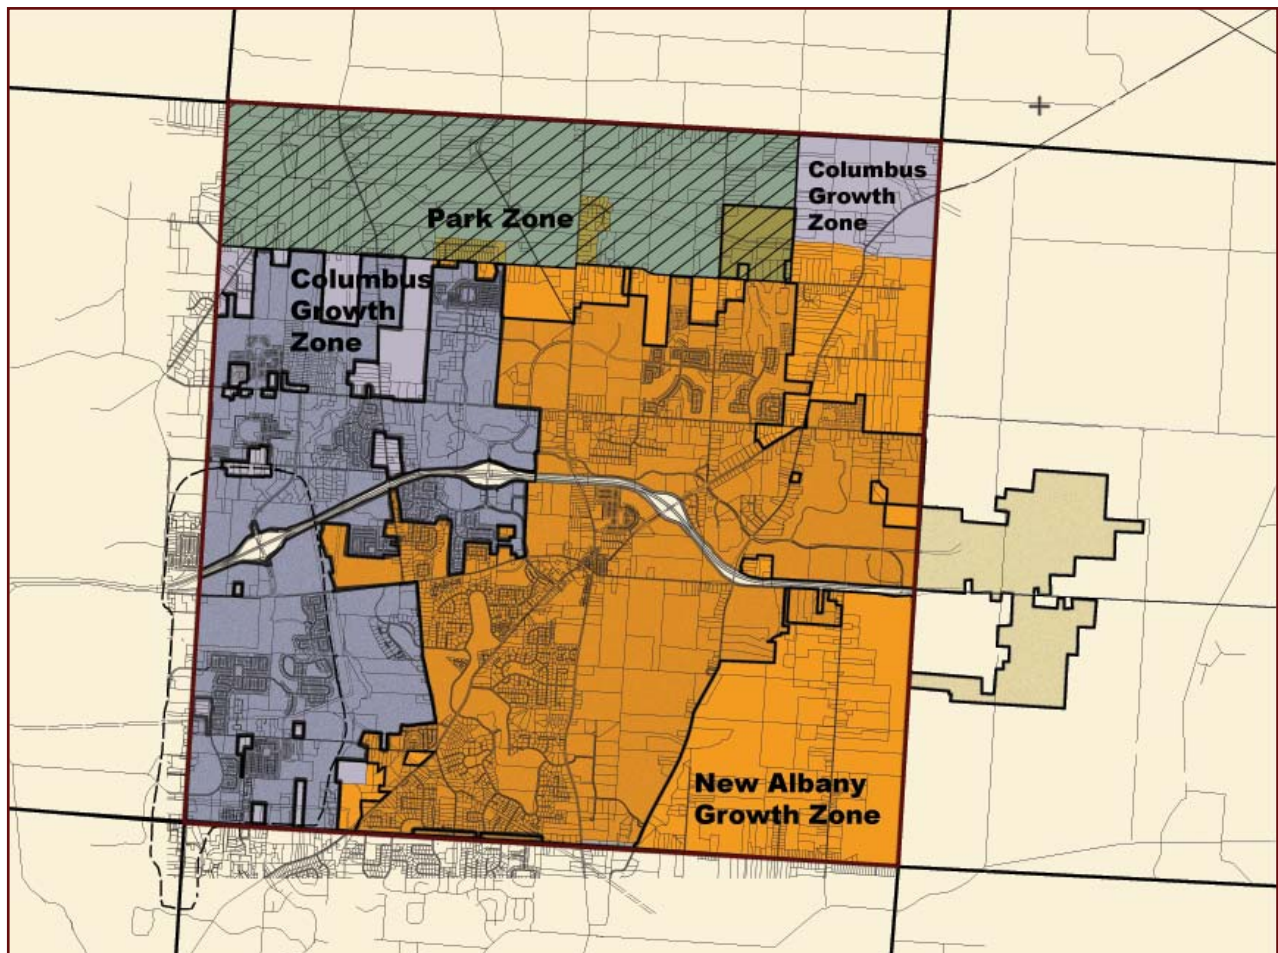 Columbus
Growth
Zone
Park Zone
Columbus
Growth
Zone
New Albany
Growth Zone